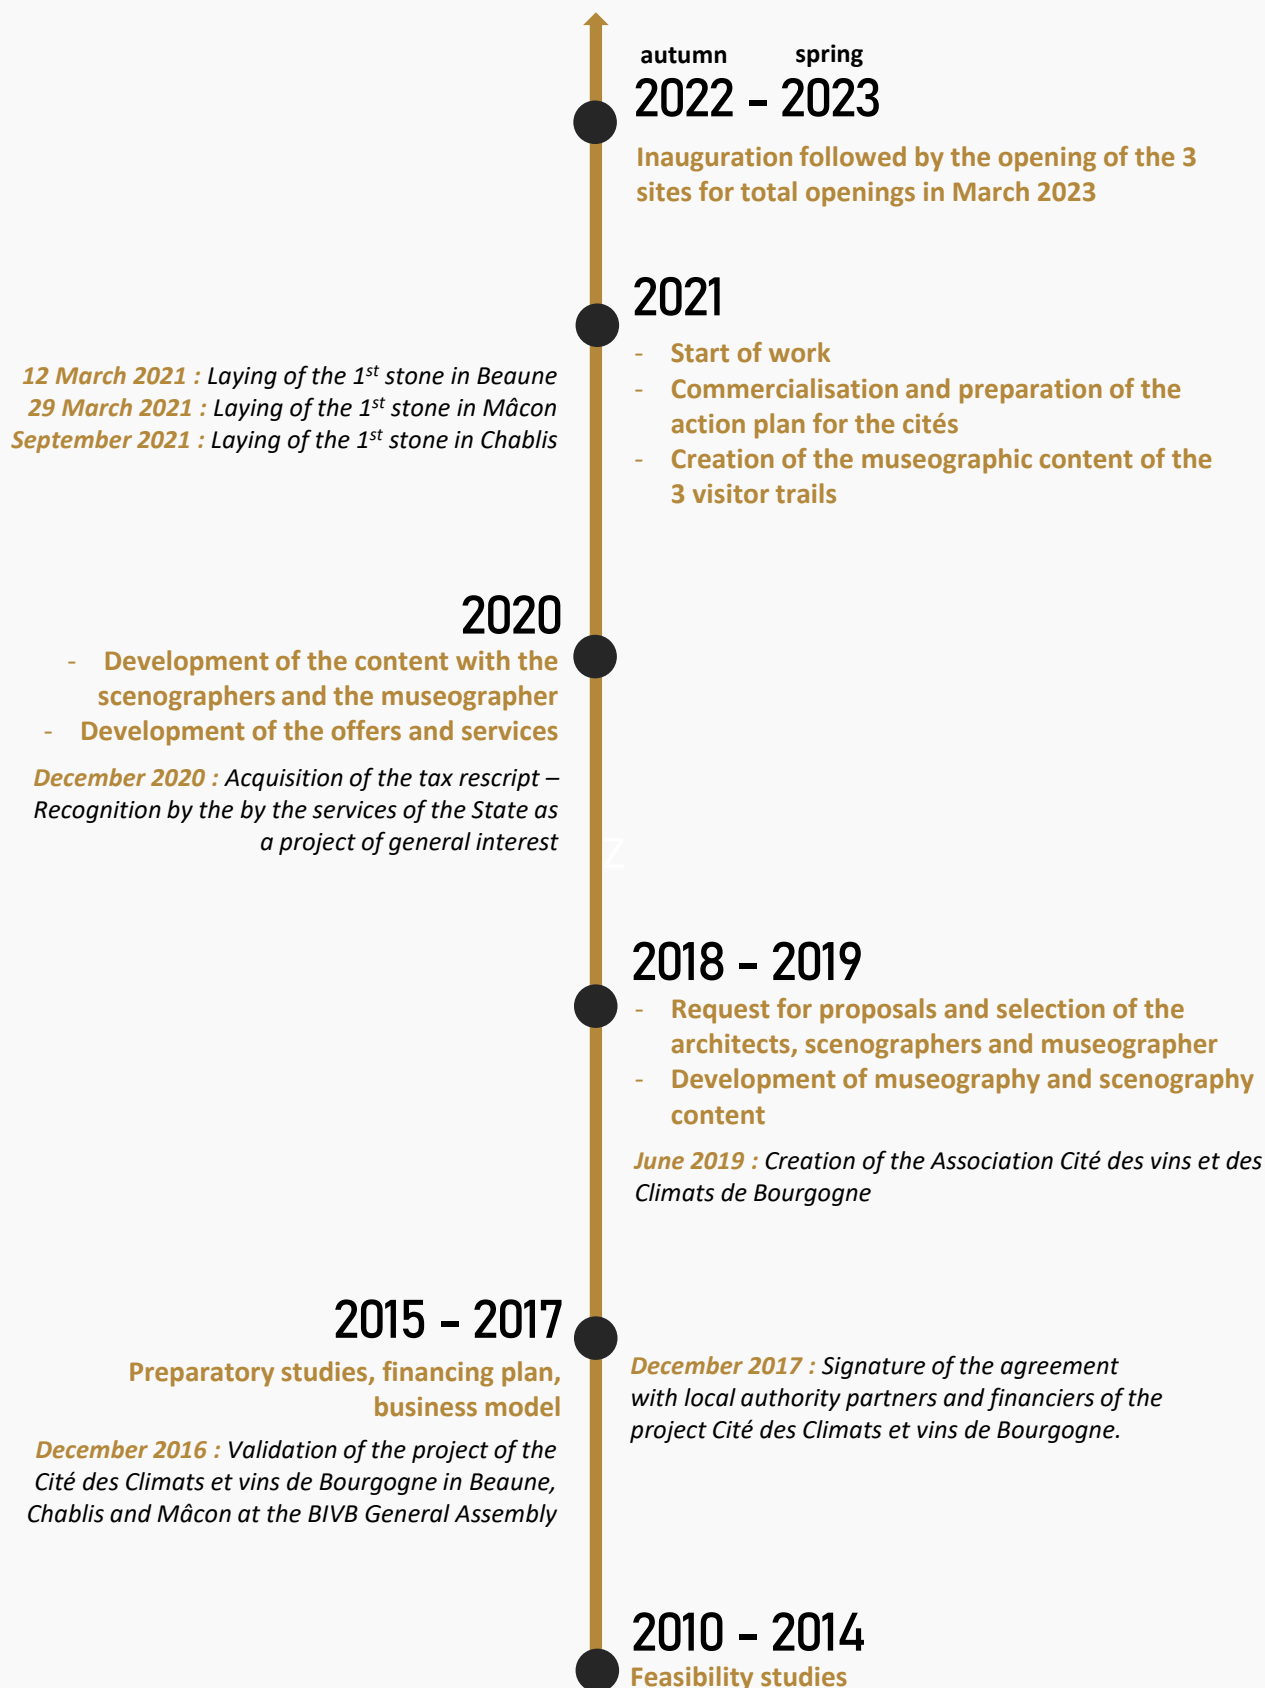 autumn spring
2022 - 2023
Inauguration followed by the opening of the 3
sites for total openings in March 2023
2021
- Start of work
- Commercialisation and preparation of the
action plan for the cités
- Creation of the museographic content of the
3 visitor trails
12 March 2021 : Laying of the 1st stone in Beaune
29 March 2021 : Laying of the 1st stone in Mâcon
September 2021 : Laying of the 1st stone in Chablis
2020
- Development of the content with the
scenographers and the museographer
- Development of the offers and services
December 2020 : Acquisition of the tax rescript –
Recognition by the by the services of the State as
a project of general interest
Z
2018 - 2019
- Request for proposals and selection of the
architects, scenographers and museographer
- Development of museography and scenography
content
June 2019 : Creation of the Association Cité des vins et des
Climats de Bourgogne
2015 - 2017
Preparatory studies, financing plan,
business model
December 2016 : Validation of the project of the
Cité des Climats et vins de Bourgogne in Beaune,
Chablis and Mâcon at the BIVB General Assembly
December 2017 : Signature of the agreement
with local authority partners and financiers of the
project Cité des Climats et vins de Bourgogne.
2010 - 2014
Feasibility studies